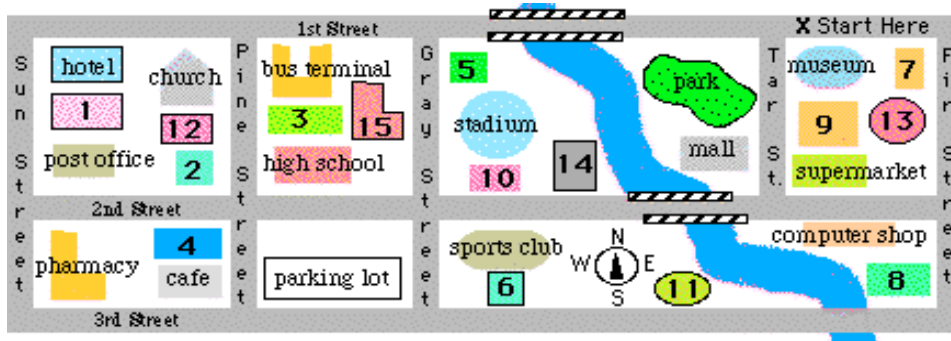 1st Street
X Start Here
Sun Street
Pine Street
Gray Street
Tar St.
Fir Street
hotel
church
bus terminal
5
park
museum
7
1
12
3
15
stadium
9
13
post office
2
high school
10
14
mall
supermarket
2nd Street
pharmacy
4
cafe
parking lot
sports club
6
N
W
E
S
11
computer shop
8
3rd Street